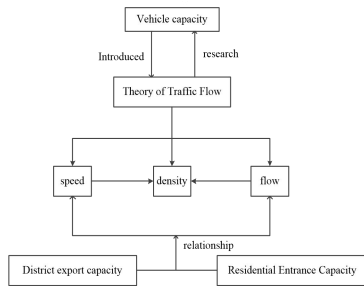 Vehicle capacity
Introduced
research
Theory of Traffic Flow
speed
density
flow
relationship
District export capacity
Residential Entrance Capacity